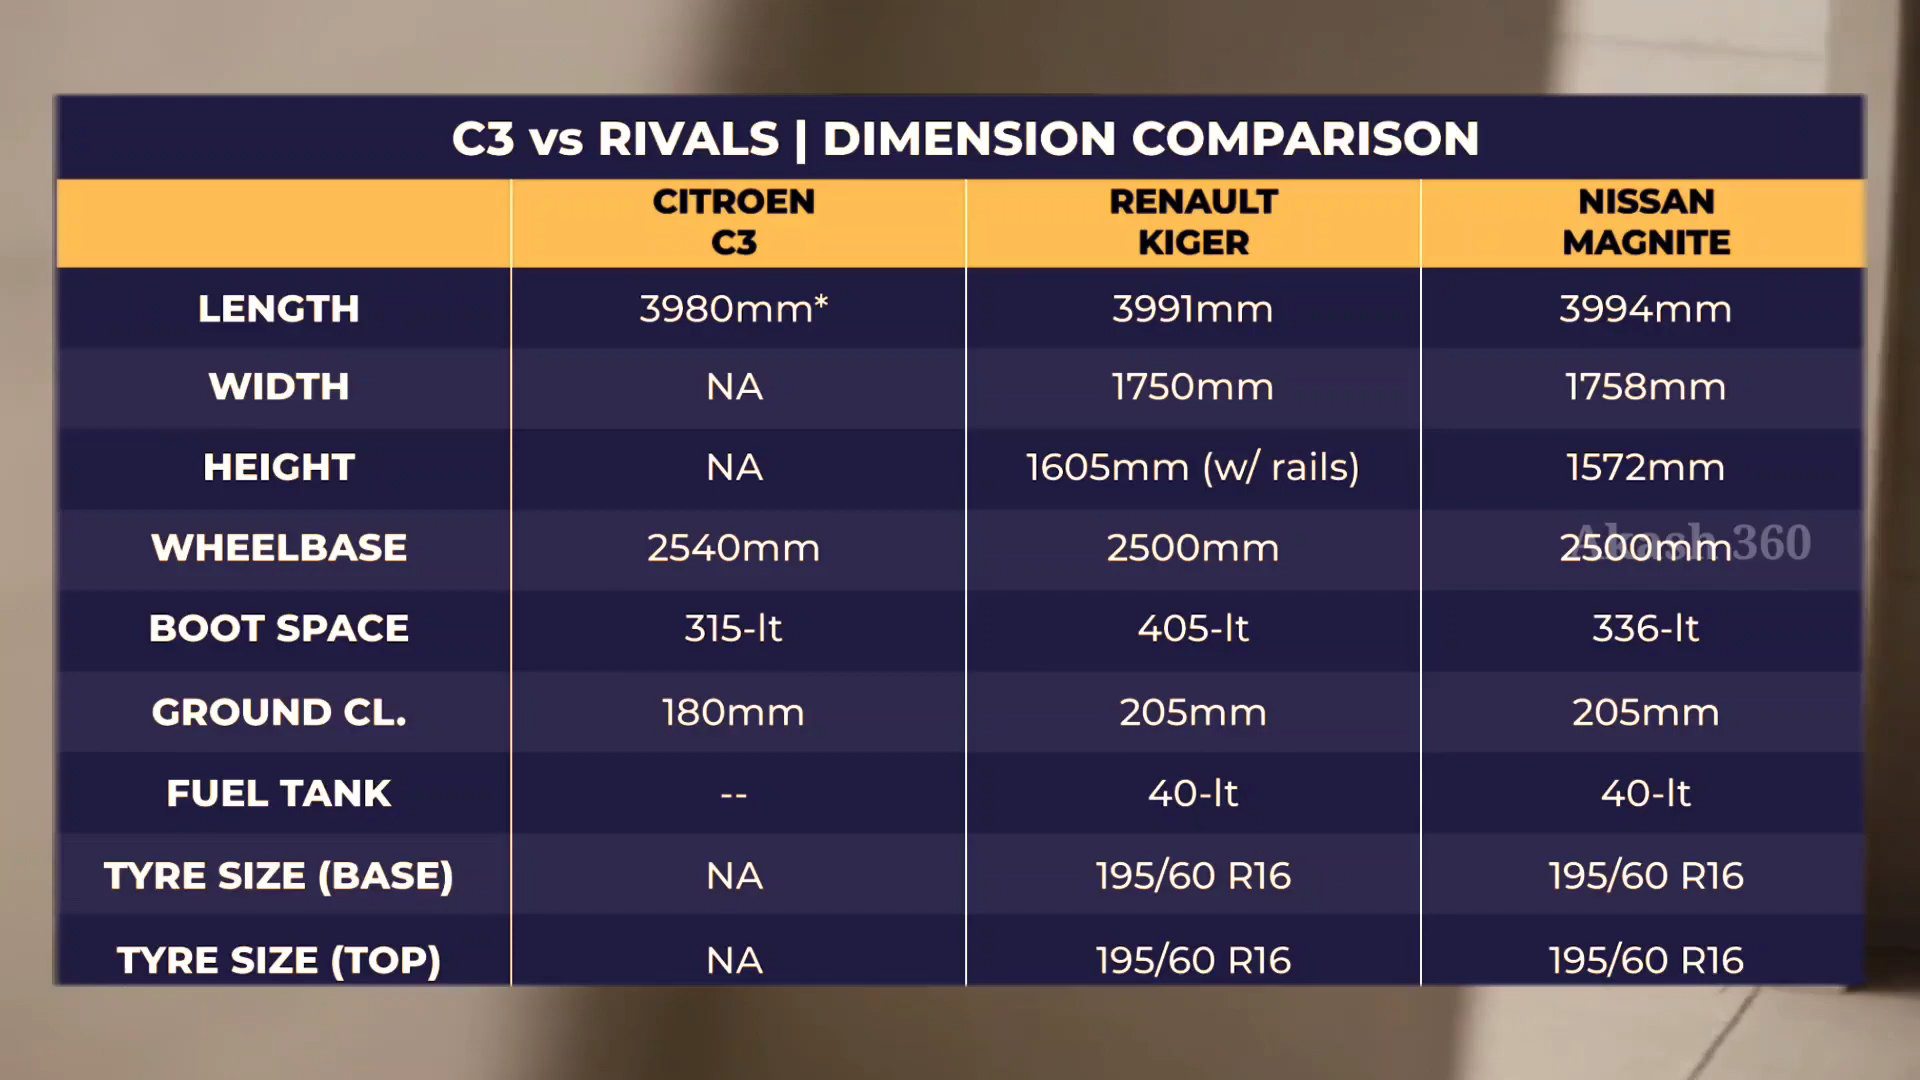 C3 vs RIVALS | DIMENSION COMPARISON
CITROEN C3 RENAULT KIGER NISSAN MAGNITE
LENGTH 3980mm* 3991mm 3994mm
WIDTH NA 1750mm 1758mm
HEIGHT NA 1605mm (w/ rails) 1572mm
WHEELBASE 2540mm 2500mm 2500mm
Akash 360
BOOT SPACE 315-lt 405-lt 336-lt
GROUND CL. 180mm 205mm 205mm
FUEL TANK -- 40-lt 40-lt
TYRE SIZE (BASE) NA 195/60 R16 195/60 R16
TYRE SIZE (TOP) NA 195/60 R16 195/60 R16